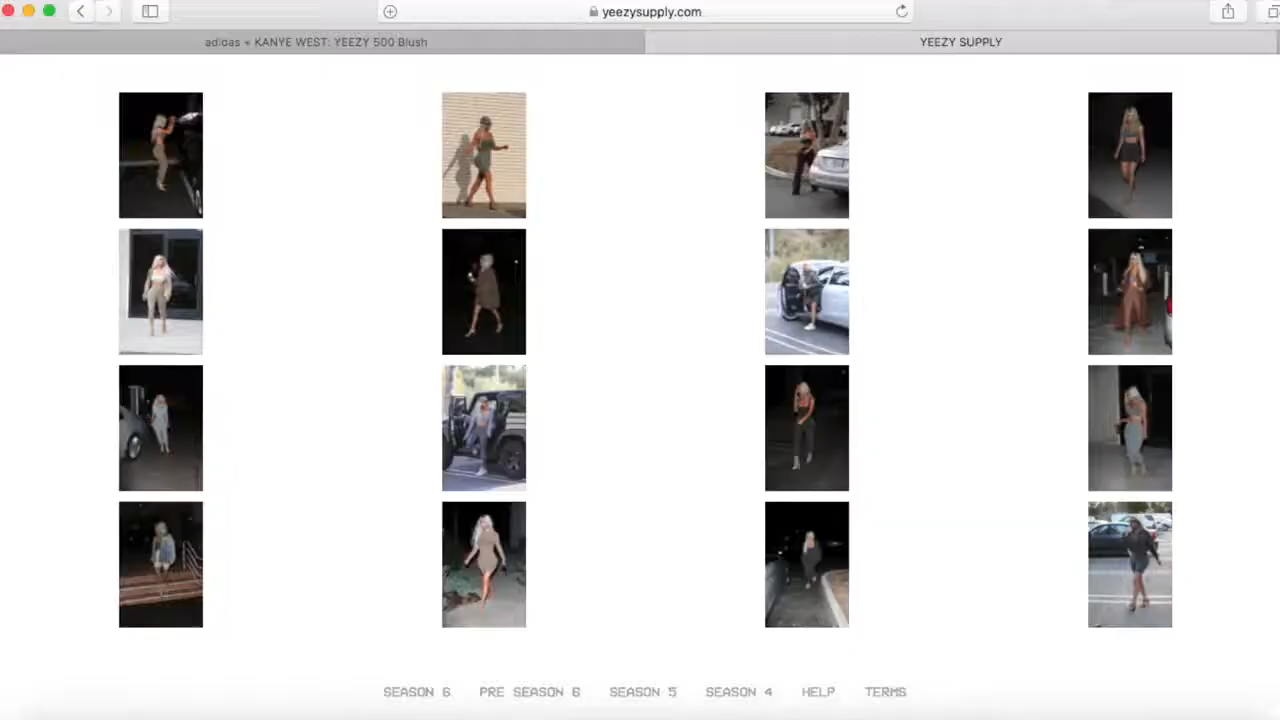 yeezysupply.com
adidas + KANYE WEST: YEEZY 500 Blush
YEEZY SUPPLY
SEASON 6
PRE SEASON 6
SEASON 5
SEASON 4
HELP
TERMS